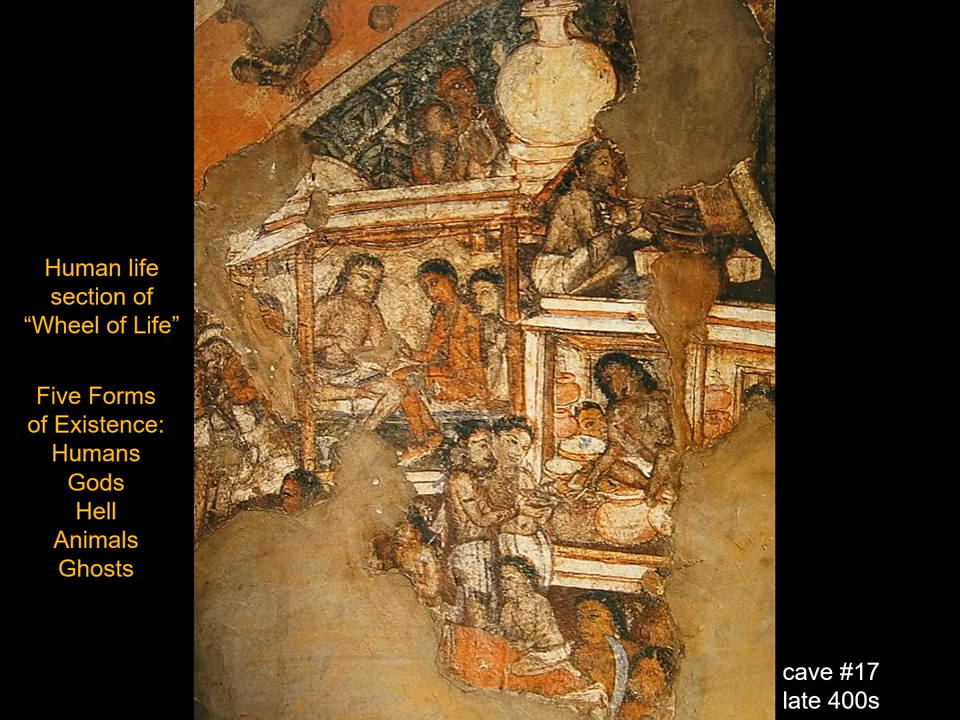 Human life
section of
“Wheel of Life”
Five Forms
of Existence:
Humans
Gods
Hell
Animals
Ghosts
cave #17
late 400s